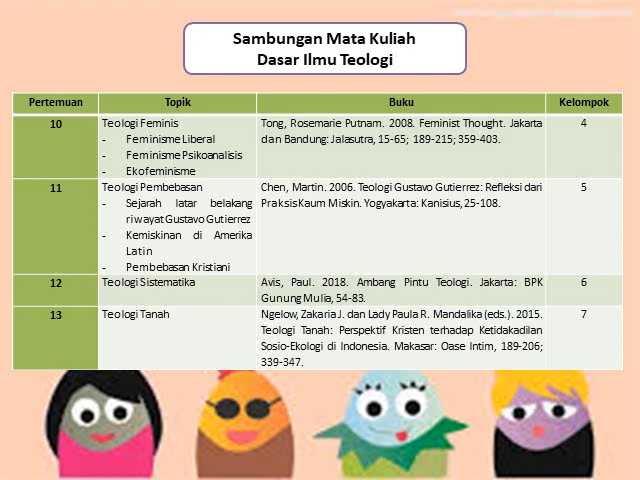 Sambungan Mata Kuliah
Dasar Ilmu Teologi
Pertemuan Topik Buku Kelompok
10 Teologi Feminis Tong, Rosemarie Putnam. 2008. Feminist Thought. Jakarta 4
- Feminisme Liberal dan Bandung: Jalasutra, 15-65; 189-215; 359-403.
- Feminisme Psikoanalisis
- Ekofeminisme
11 Teologi Pembebasan Chen, Martin. 2006. Teologi Gustavo Gutierrez: Refleksi dari 5
- Sejarah latar belakang Praksis Kaum Miskin. Yogyakarta: Kanisius, 25-108.
riwayat Gustavo Gutierrez
- Kemiskinan di Amerika
Latin
- Pembebasan Kristiani
12 Teologi Sistematika Avis, Paul. 2018. Ambang Pintu Teologi. Jakarta: BPK 6
Gunung Mulia, 54-83.
13 Teologi Tanah Ngelow, Zakaria J. dan Lady Paula R. Mandalika (eds.). 2015. 7
Teologi Tanah: Perspektif Kristen terhadap Ketidakadilan
Sosio-Ekologi di Indonesia. Makasar: Oase Intim, 189-206;
339-347.